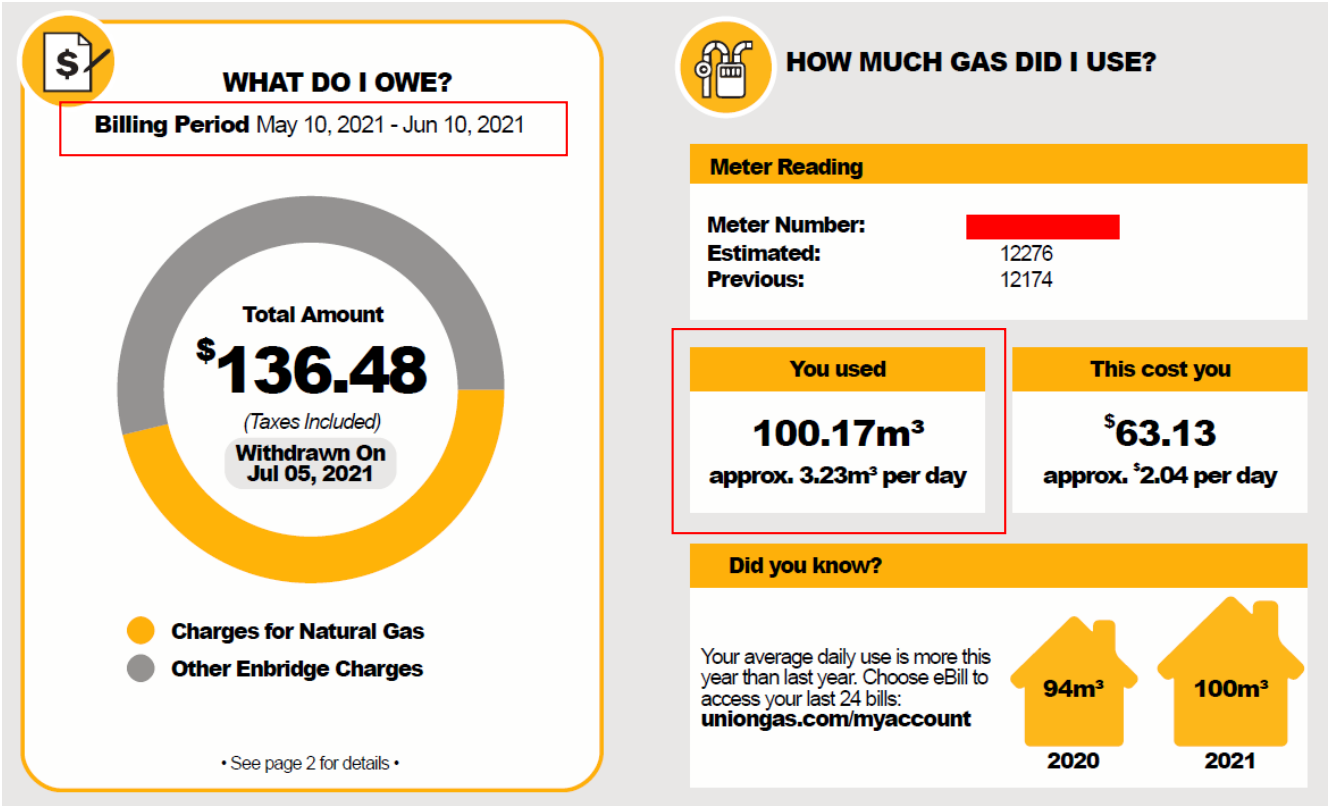 $
WHAT DO I OWE?
Billing Period May 10, 2021 - Jun 10, 2021
Total Amount
$136.48
(Taxes Included)
Withdrawn On
Jul 05, 2021
Charges for Natural Gas
Other Enbridge Charges
• See page 2 for details •
HOW MUCH GAS DID I USE?
Meter Reading
Meter Number:
Estimated: 12276
Previous: 12174
You used
100.17m³
approx. 3.23m³ per day
This cost you
$63.13
approx. $2.04 per day
Did you know?
Your average daily use is more this
year than last year. Choose eBill to
access your last 24 bills:
uniongas.com/myaccount
94m³
2020
100m³
2021